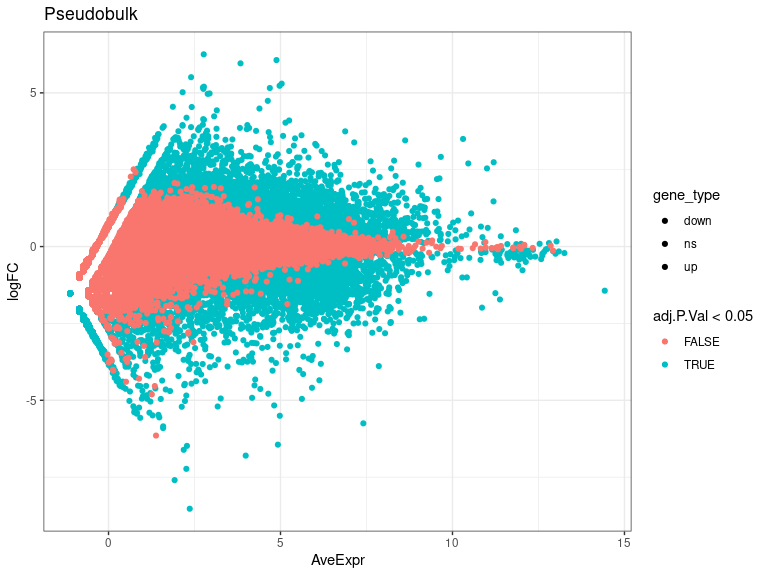 Pseudobulk
5
0
-5
logFC
0
5
10
15
AveExpr
gene_type
down
ns
up
adj.P.Val < 0.05
FALSE
TRUE